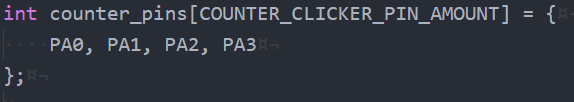 int counter_pins[COUNTER_CLICKER_PIN_AMOUNT] = {¤¬
····PA0, PA1, PA2, PA3¤¬
};¤¬